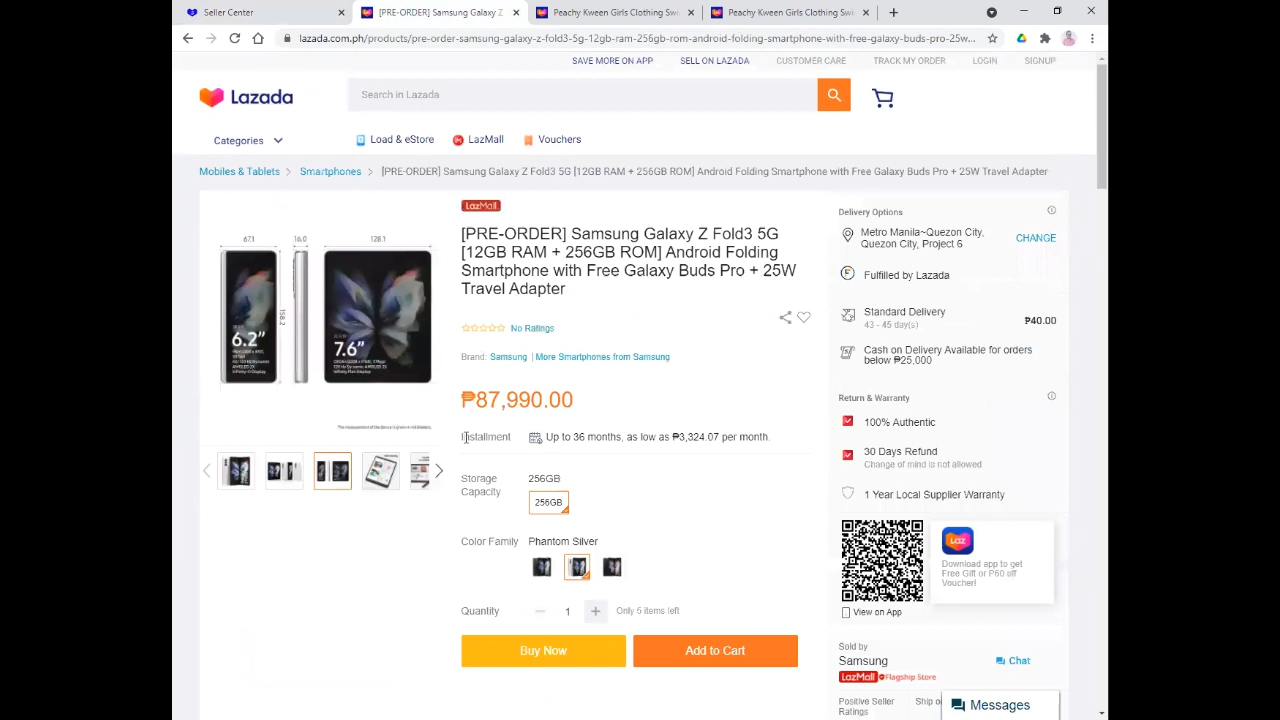 Seller Center
[PRE-ORDER] Samsung Galaxy Z
Peachy Kween Girls Clothing Swi
Peachy Kween Girls Clothing Swi
lazada.com.ph/products/pre-order-samsung-galaxy-z-fold3-5g-12gb-ram-256gb-rom-android-folding-smartphone-with-free-galaxy-buds-pro-25w...
SAVE MORE ON APP SELL ON LAZADA CUSTOMER CARE TRACK MY ORDER LOGIN SIGNUP
Lazada
Search in Lazada
Categories Load & eStore LazMall Vouchers
Mobiles & Tablets Smartphones [PRE-ORDER] Samsung Galaxy Z Fold3 5G [12GB RAM + 256GB ROM] Android Folding Smartphone with Free Galaxy Buds Pro + 25W Travel Adapter
67.1 16.0 128.1
158.2
6.2”
7.6”
LazMall
[PRE-ORDER] Samsung Galaxy Z Fold3 5G
[12GB RAM + 256GB ROM] Android Folding
Smartphone with Free Galaxy Buds Pro + 25W
Travel Adapter
No Ratings
Brand: Samsung | More Smartphones from Samsung
₱87,990.00
Installment Up to 36 months, as low as ₱3,324.07 per month.
Storage
Capacity
256GB
256GB
Color Family Phantom Silver
Quantity 1 Only 5 items left
Buy Now Add to Cart
Delivery Options
Metro Manila~Quezon City,
Quezon City, Project 6
CHANGE
Fulfilled by Lazada
Standard Delivery
43 - 45 day(s)
₱40.00
Cash on Delivery Available for orders
below ₱25,000
Return & Warranty
100% Authentic
30 Days Refund
Change of mind is not allowed
1 Year Local Supplier Warranty
Laz
Download app to get
Free Gift or P60 off
Voucher!
View on App
Sold by
Samsung
Chat
LazMall Flagship Store
Positive Seller
Ratings
Ship o
Messages